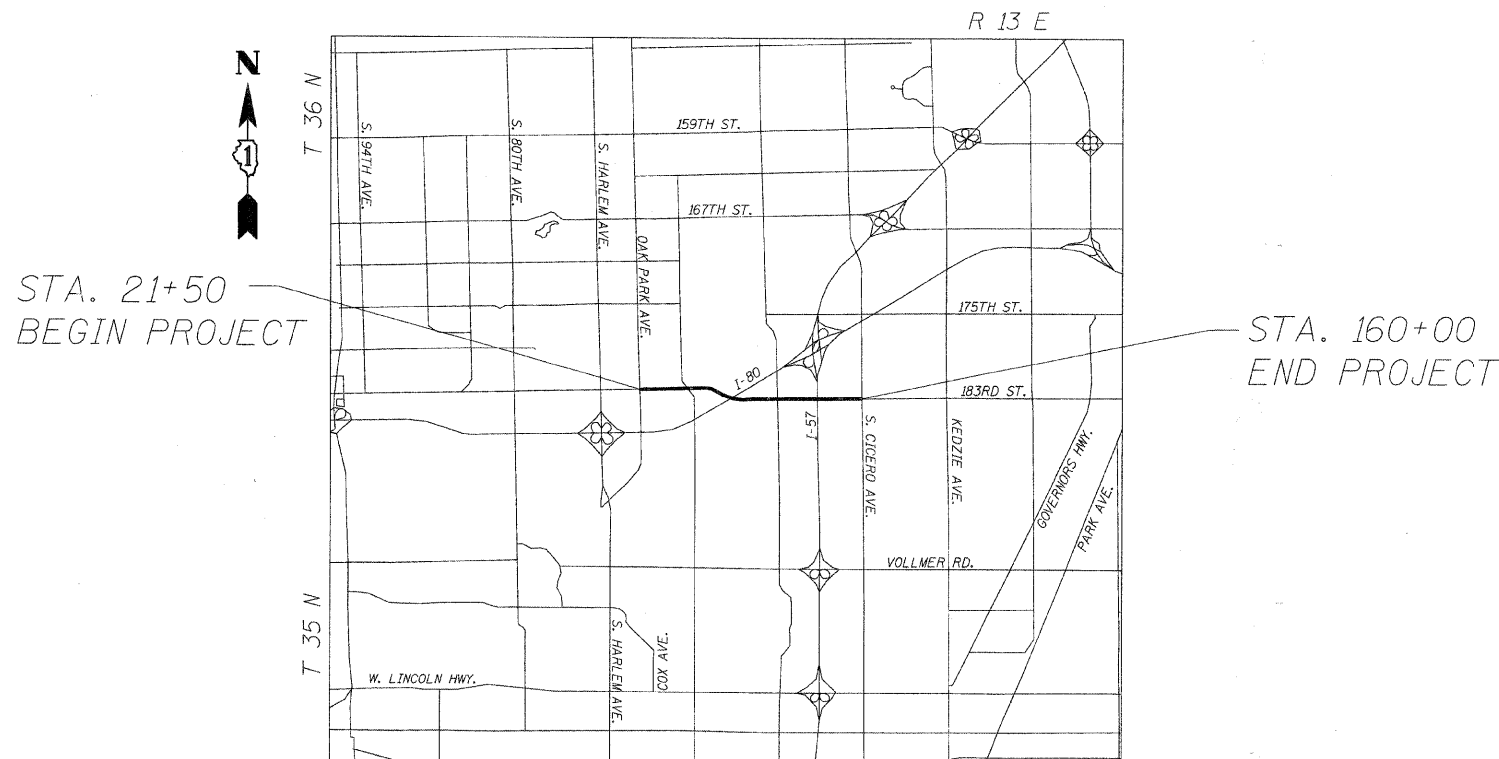 R 13 E
N
1
T 36 N
159TH ST.
S. 94TH AVE.
S. 80TH AVE.
S. HARLEM AVE.
167TH ST.
OAK PARK AVE.
STA. 21+50
BEGIN PROJECT
175TH ST.
STA. 160+00
END PROJECT
I-80
183RD ST.
I-57
S. CICERO AVE.
KEDZIE AVE.
GOVERNORS HWY.
PARK AVE.
VOLLMER RD.
T 35 N
S. HARLEM AVE.
COX AVE.
W. LINCOLN HWY.